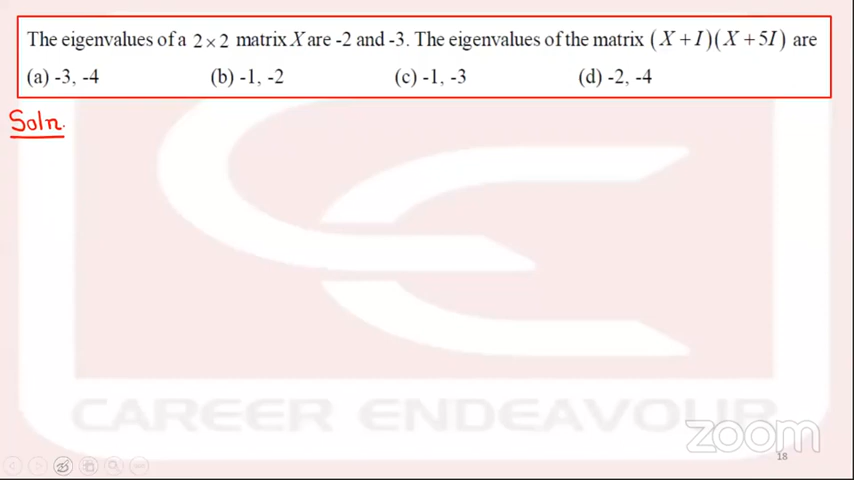 The eigenvalues of a 2 × 2 matrix X are -2 and -3. The eigenvalues of the matrix (X + I)(X + 5I) are
(a) -3, -4 (b) -1, -2 (c) -1, -3 (d) -2, -4
Soln.
CAREER ENDEAVOUR
zoom
18